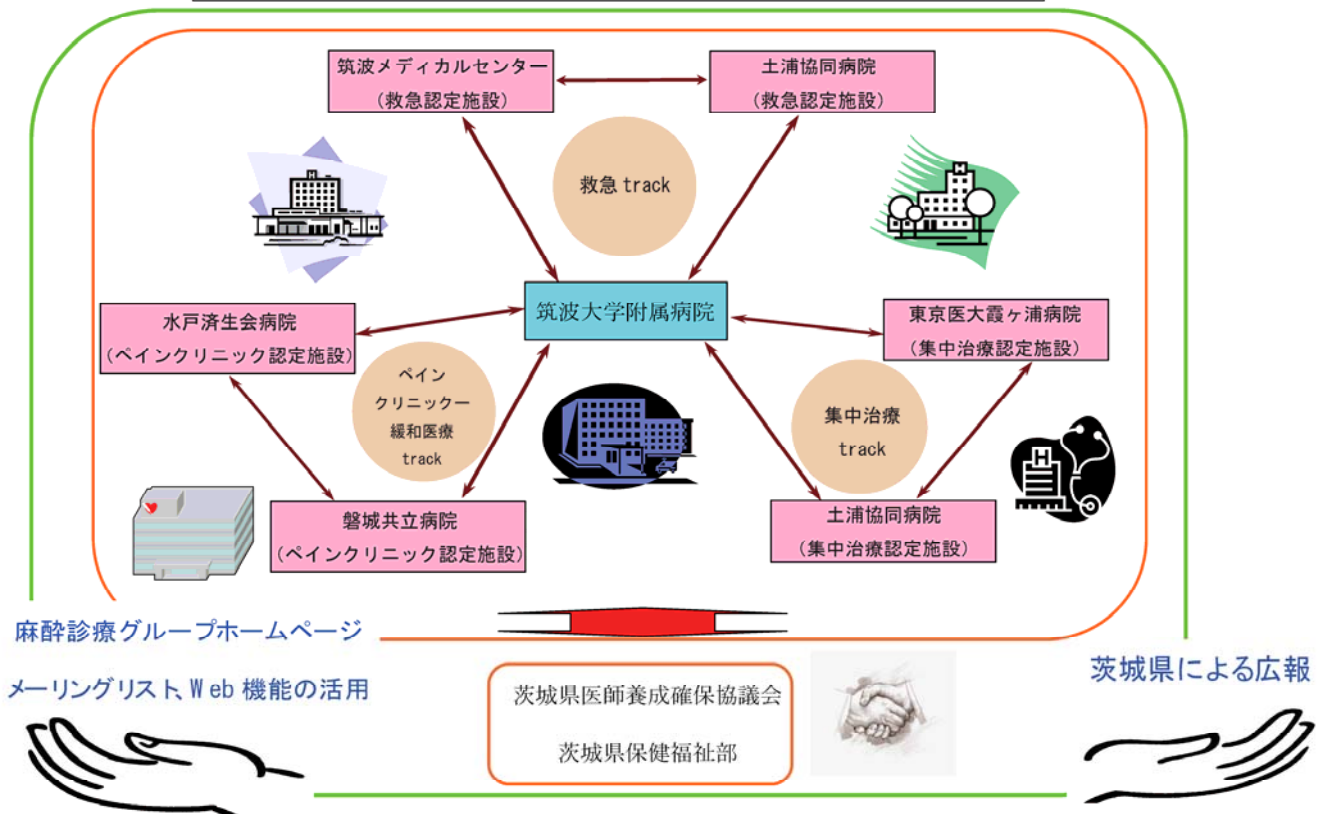 筑波メディカルセンター
(救急認定施設)
土浦協同病院
(救急認定施設)
救急 track
筑波大学附属病院
水戸済生会病院
(ペインクリニック認定施設)
東京医大霞ヶ浦病院
(集中治療認定施設)
ペイン
クリニックー
緩和医療
track
集中治療
track
H
H
磐城共立病院
(ペインクリニック認定施設)
土浦協同病院
(集中治療認定施設)
麻酔診療グループホームページ
メーリングリスト、Web 機能の活用
茨城県医師養成確保協議会
茨城県保健福祉部
茨城県による広報